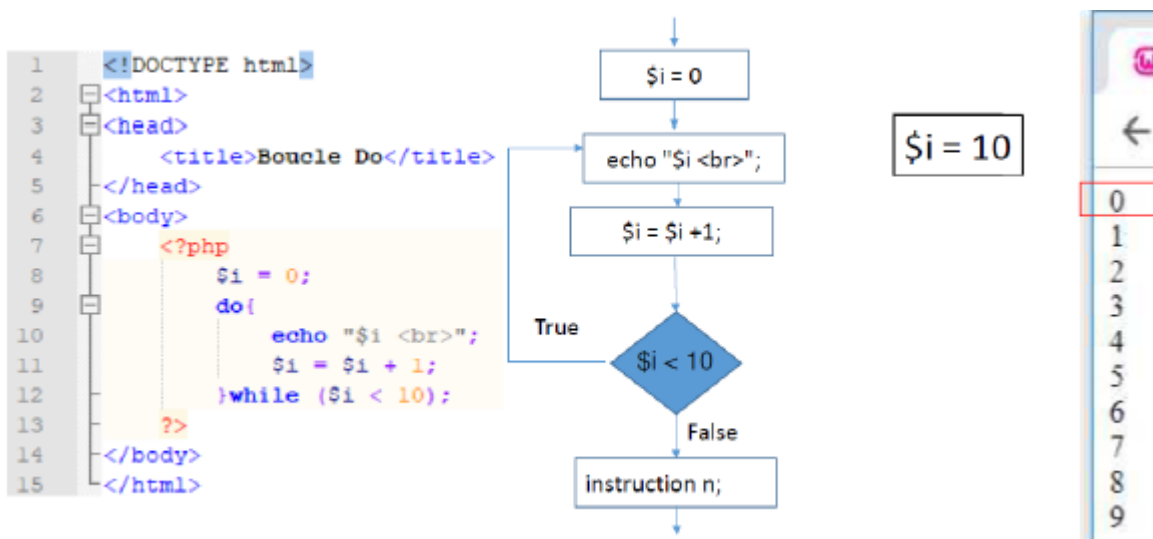 1 <!DOCTYPE html>
2 <html>
3 <head>
4 <title>Boucle Do</title>
5 </head>
6 <body>
7 <?php
8 $i = 0;
9 do{
10 echo "$i <br>";
11 $i = $i + 1;
12 }while ($i < 10);
13 ?>
14 </body>
15 </html>
$i = 0
echo "$i <br>";
$i = $i +1;
True
$i < 10
False
instruction n;
$i = 10
0
1
2
3
4
5
6
7
8
9